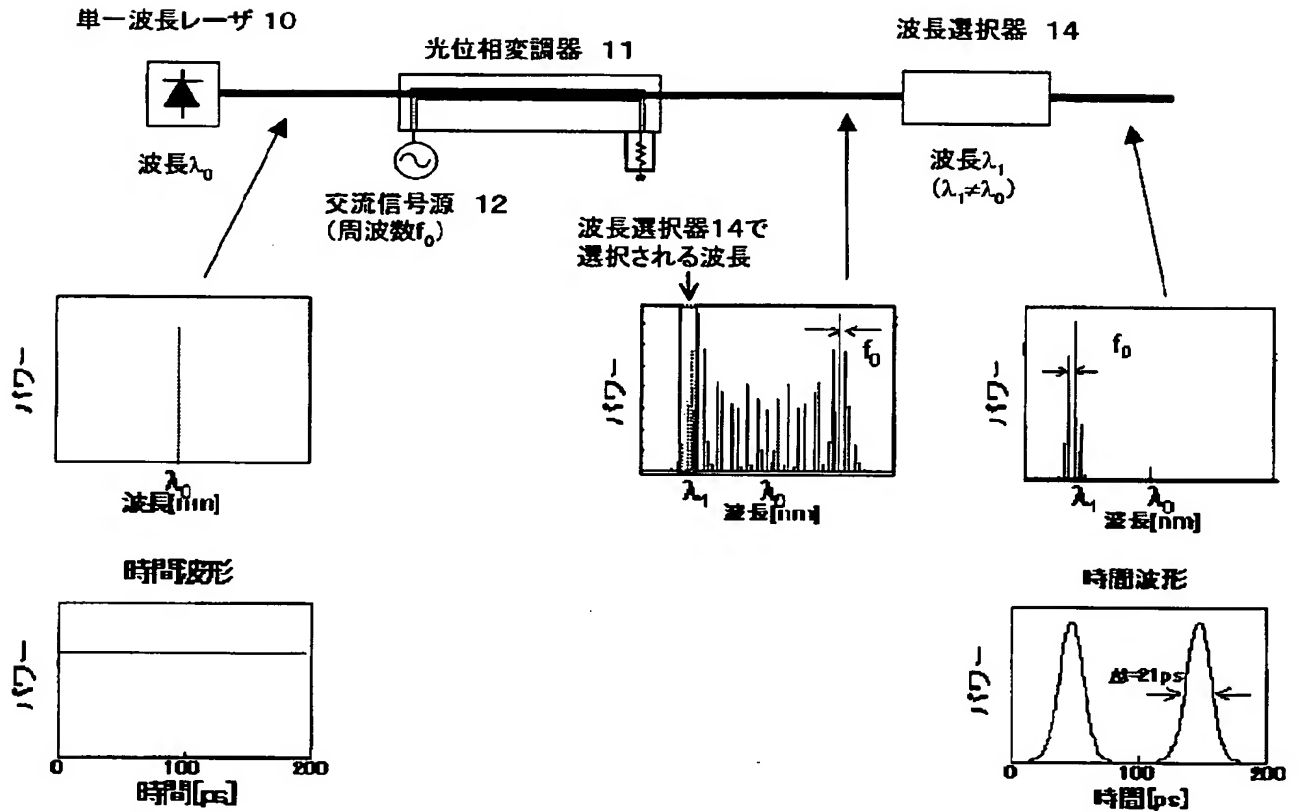 単一波長レーザ 10
光位相変調器 11
波長選択器 14
波長λ0
交流信号源 12
(周波数f0)
波長λ1
(λ1≠λ0)
波長選択器14で
選択される波長
パワー
λ0
波長[nm]
パワー
f0
λ1
λ0
波長[nm]
パワー
f0
λ1
λ0
波長[nm]
時間波形
パワー
0
100
200
時間[ps]
時間波形
パワー
Δt=21ps
0
100
200
時間[ps]